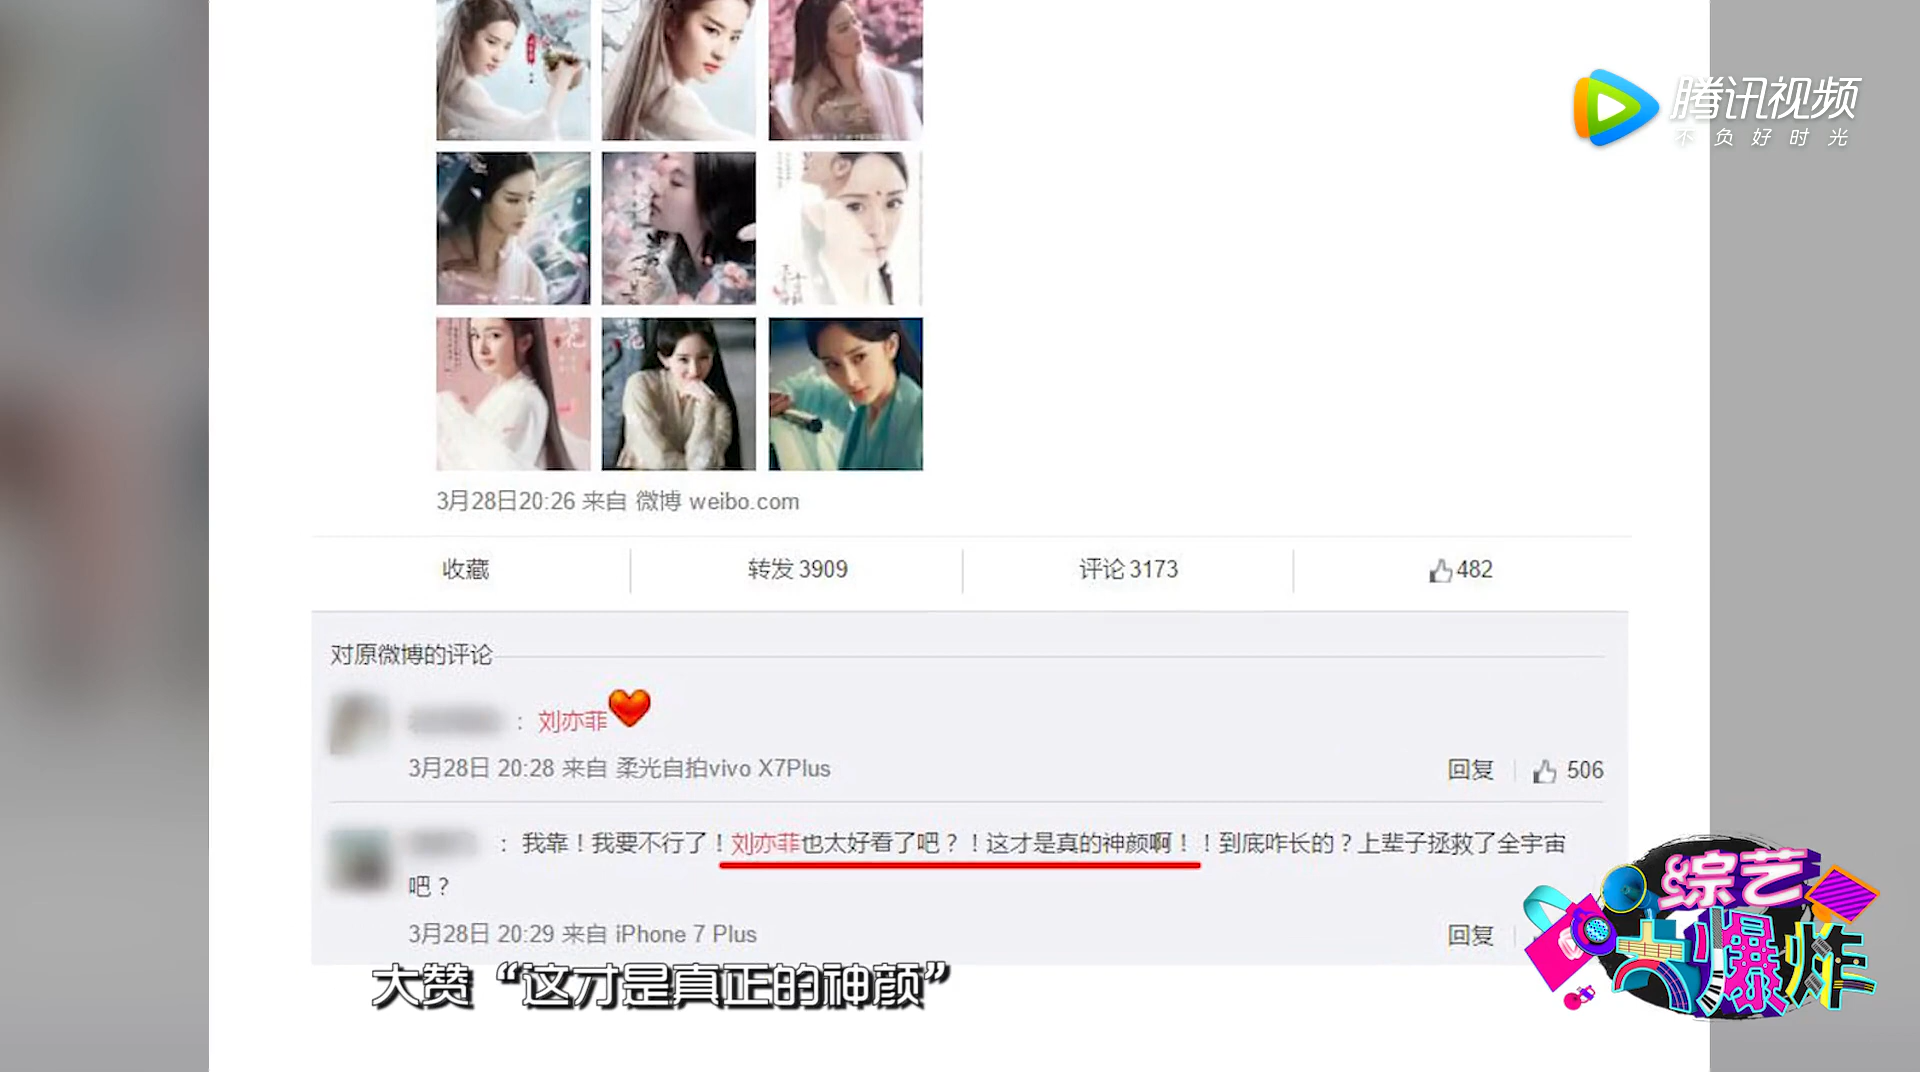 腾讯视频
不负好时光
3月28日20:26 来自 微博 weibo.com
收藏
转发 3909
评论 3173
482
对原微博的评论
：刘亦菲
3月28日 20:28 来自 柔光自拍vivo X7Plus
回复
506
：我靠！我要不行了！刘亦菲也太好看了吧？！这才是真的神颜啊！！到底咋长的？上辈子拯救了全宇宙
吧？
3月28日 20:29 来自 iPhone 7 Plus
回复
大赞“这才是真正的神颜”
综艺
大爆炸